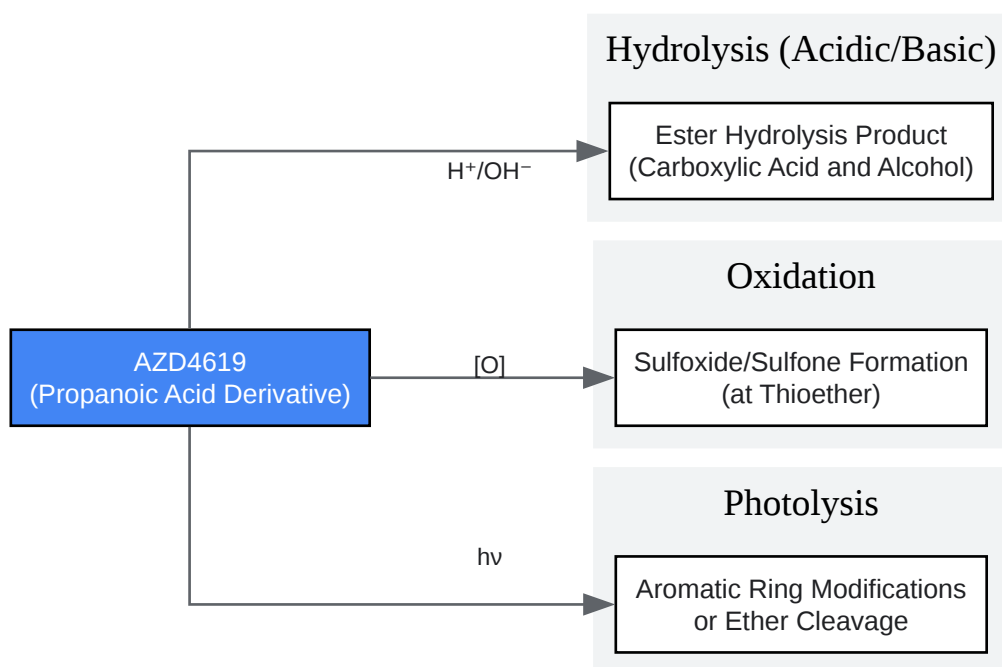 Hydrolysis (Acidic/Basic)
Ester Hydrolysis Product
(Carboxylic Acid and Alcohol)
H⁺/OH⁻
Oxidation
AZD4619
(Propanoic Acid Derivative)
[O]
Sulfoxide/Sulfone Formation
(at Thioether)
Photolysis
hν
Aromatic Ring Modifications
or Ether Cleavage